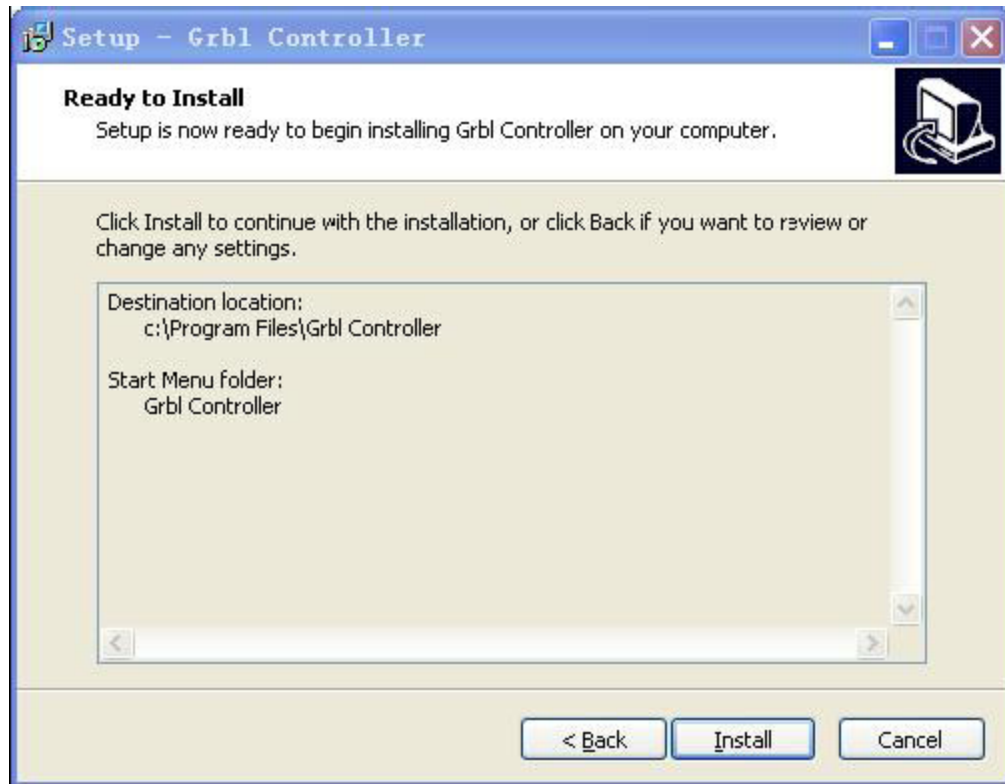 Setup - Grbl Controller
Ready to Install
Setup is now ready to begin installing Grbl Controller on your computer.
Click Install to continue with the installation, or click Back if you want to review or
change any settings.
Destination location:
c:\Program Files\Grbl Controller
Start Menu folder:
Grbl Controller
< Back
Install
Cancel